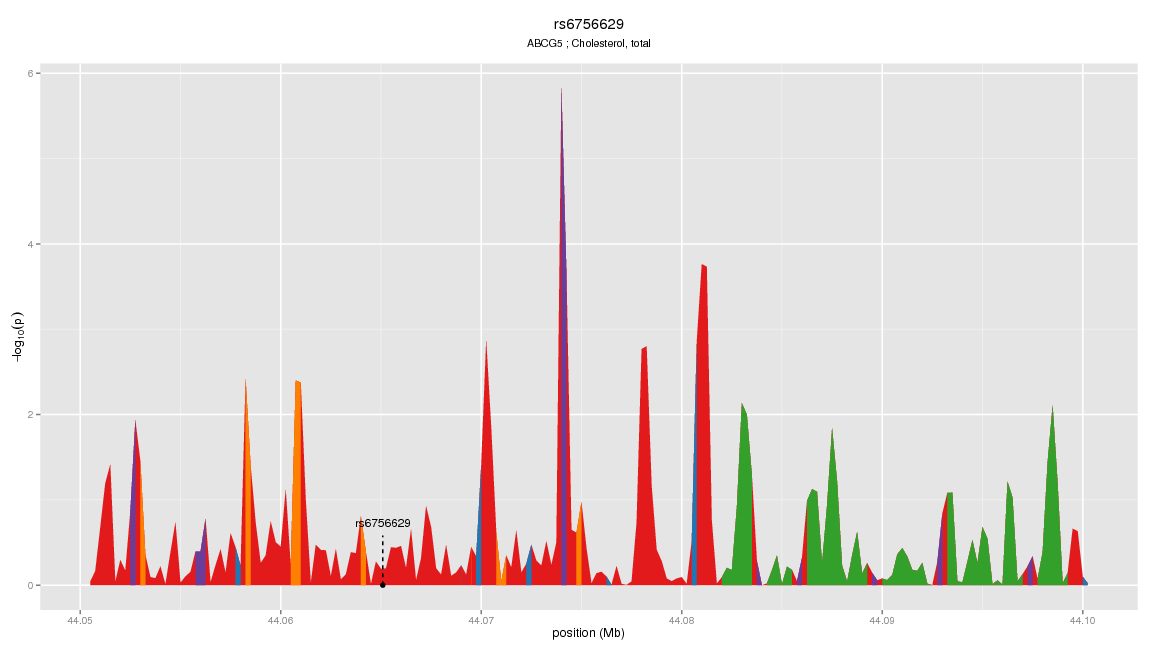 rs6756629
ABCG5 ; Cholesterol, total
6
4
2
0
−log10(p)
rs6756629
44.05
44.06
44.07
44.08
44.09
44.10
position (Mb)